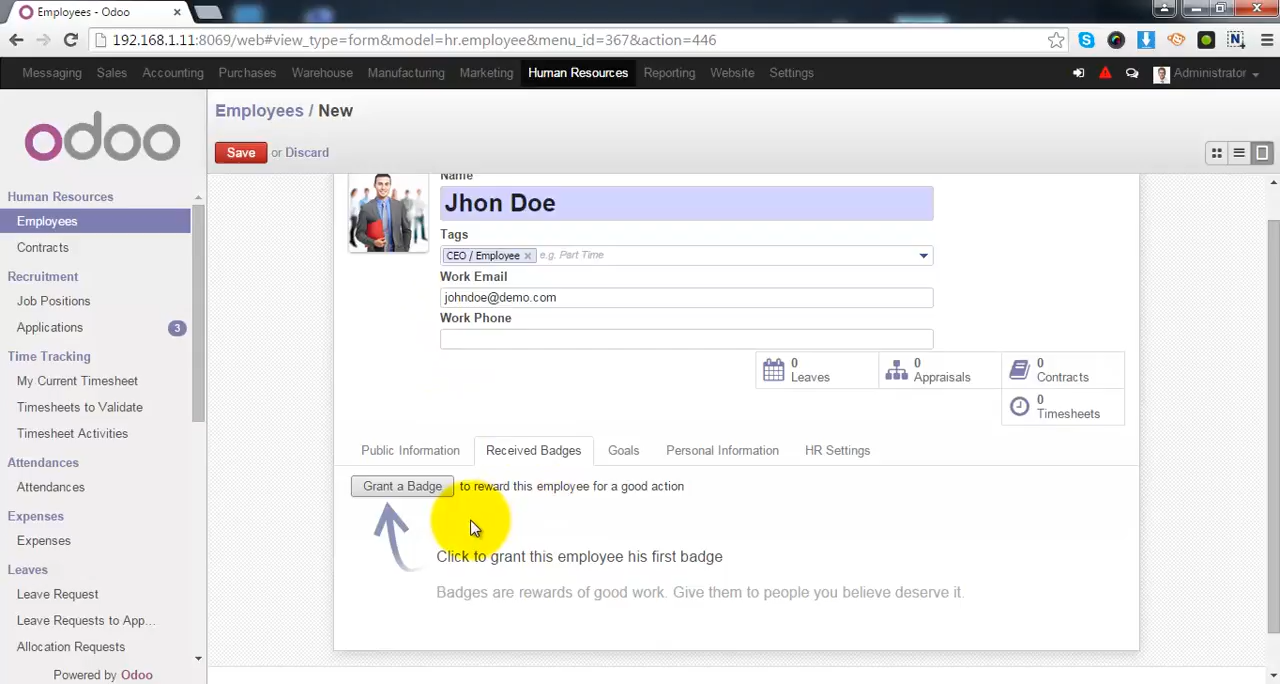 Employees - Odoo
192.168.1.11:8069/web#view_type=form&model=hr.employee&menu_id=367&action=446
Messaging Sales Accounting Purchases Warehouse Manufacturing Marketing Human Resources Reporting Website Settings Administrator
odoo
Employees / New
Save or Discard
Human Resources
Employees
Contracts
Recruitment
Job Positions
Applications 3
Time Tracking
My Current Timesheet
Timesheets to Validate
Timesheet Activities
Attendances
Attendances
Expenses
Expenses
Leaves
Leave Request
Leave Requests to App...
Allocation Requests
Powered by Odoo
Name
Jhon Doe
Tags
CEO / Employee × e.g. Part Time
Work Email
johndoe@demo.com
Work Phone
0 Leaves
0 Appraisals
0 Contracts
0 Timesheets
Public Information Received Badges Goals Personal Information HR Settings
Grant a Badge to reward this employee for a good action
Click to grant this employee his first badge
Badges are rewards of good work. Give them to people you believe deserve it.